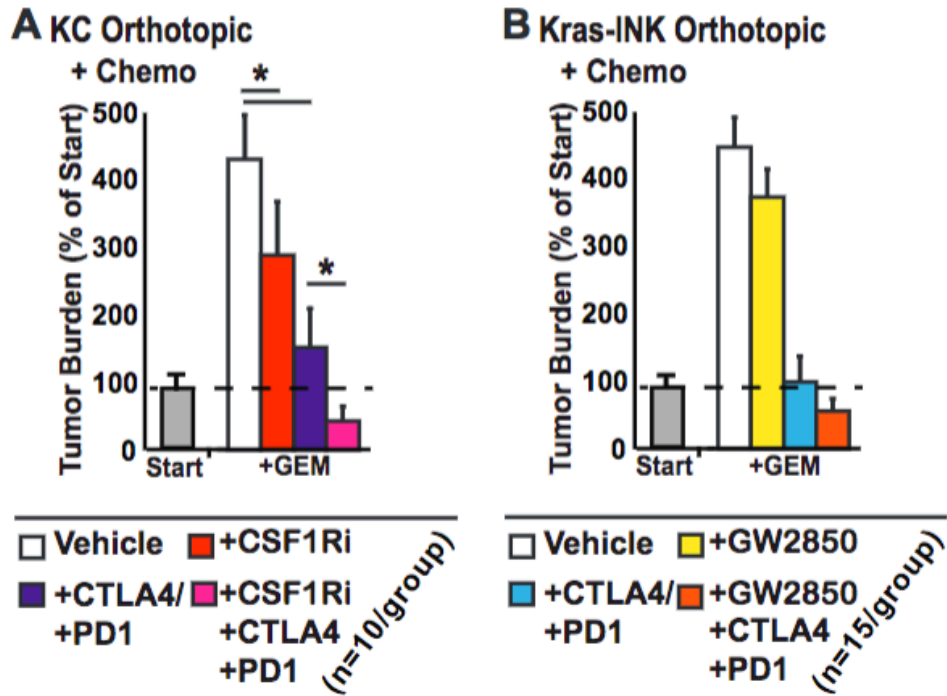 A KC Orthotopic
+ Chemo
*
*
Tumor Burden (% of Start)
500
400
300
200
100
0
Start
+GEM
Vehicle
+CSF1Ri
+CTLA4/
+PD1
+CSF1Ri
+CTLA4
+PD1
(n=10/group)
B Kras-INK Orthotopic
+ Chemo
Tumor Burden (% of Start)
500
400
300
200
100
0
Start
+GEM
Vehicle
+GW2850
+CTLA4/
+PD1
+GW2850
+CTLA4
+PD1
(n=15/group)